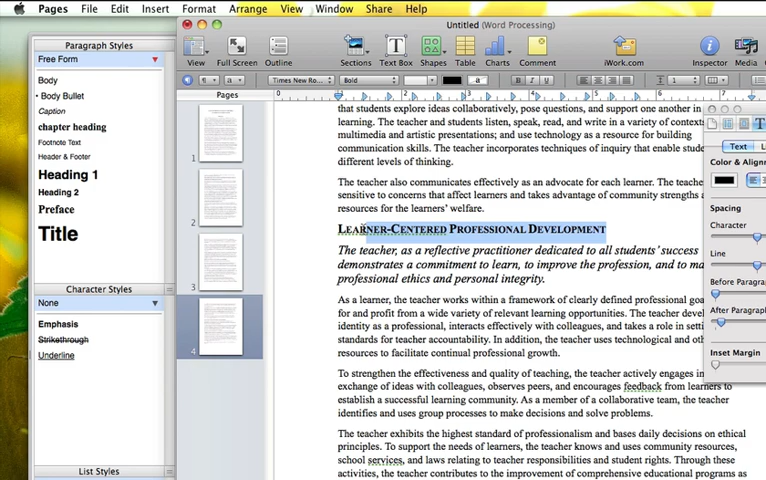 Pages File Edit Insert Format Arrange View Window Share Help
Untitled (Word Processing)
View Full Screen Outline Sections Text Box Shapes Table Charts Comment iWork.com Inspector Media
Times New Ro... Bold a B I U 1
Paragraph Styles
Free Form
Body
• Body Bullet
Caption
chapter heading
Footnote Text
Header & Footer
Heading 1
Heading 2
Preface
Title
Character Styles
None
Emphasis
Strikethrough
Underline
List Styles
Pages
1
2
3
4
0 1 2 3 4 5 6 7
that students explore ideas collaboratively, pose questions, and support one another in
learning. The teacher and students listen, speak, read, and write in a variety of contexts
multimedia and artistic presentations; and use technology as a resource for building
communication skills. The teacher incorporates techniques of inquiry that enable stude
different levels of thinking.
The teacher also communicates effectively as an advocate for each learner. The teache
sensitive to concerns that affect learners and takes advantage of community strengths a
resources for the learners' welfare.
LEARNER-CENTERED PROFESSIONAL DEVELOPMENT
The teacher, as a reflective practitioner dedicated to all students' success
demonstrates a commitment to learn, to improve the profession, and to ma
professional ethics and personal integrity.
As a learner, the teacher works within a framework of clearly defined professional goa
for and profit from a wide variety of relevant learning opportunities. The teacher devel
identity as a professional, interacts effectively with colleagues, and takes a role in setti
standards for teacher accountability. In addition, the teacher uses technological and oth
resources to facilitate continual professional growth.
To strengthen the effectiveness and quality of teaching, the teacher actively engages in
exchange of ideas with colleagues, observes peers, and encourages feedback from learners to
establish a successful learning community. As a member of a collaborative team, the teacher
identifies and uses group processes to make decisions and solve problems.
The teacher exhibits the highest standard of professionalism and bases daily decisions on ethical
principles. To support the needs of learners, the teacher knows and uses community resources,
school services, and laws relating to teacher responsibilities and student rights. Through these
activities, the teacher contributes to the improvement of comprehensive educational programs as
T
Text
Color & Alignm
Spacing
Character
Line
Before Paragra
After Paragraph
Inset Margin